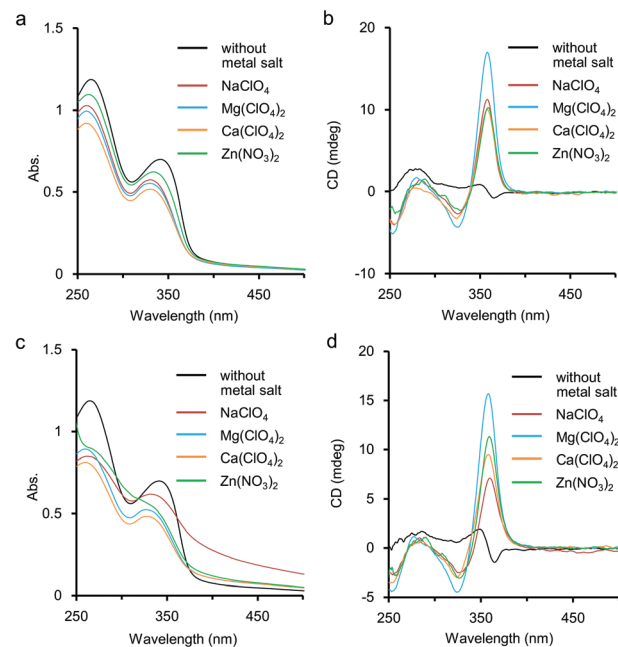 a
1.5
1
0.5
0
Abs.
250
350
450
Wavelength (nm)
without
metal salt
NaClO4
Mg(ClO4)2
Ca(ClO4)2
Zn(NO3)2
b
20
10
0
-10
CD (mdeg)
250
350
450
Wavelength (nm)
without
metal salt
NaClO4
Mg(ClO4)2
Ca(ClO4)2
Zn(NO3)2
c
1.5
1
0.5
0
Abs.
250
350
450
Wavelength (nm)
without
metal salt
NaClO4
Mg(ClO4)2
Ca(ClO4)2
Zn(NO3)2
d
20
15
10
5
0
-5
CD (mdeg)
250
350
450
Wavelength (nm)
without
metal salt
NaClO4
Mg(ClO4)2
Ca(ClO4)2
Zn(NO3)2